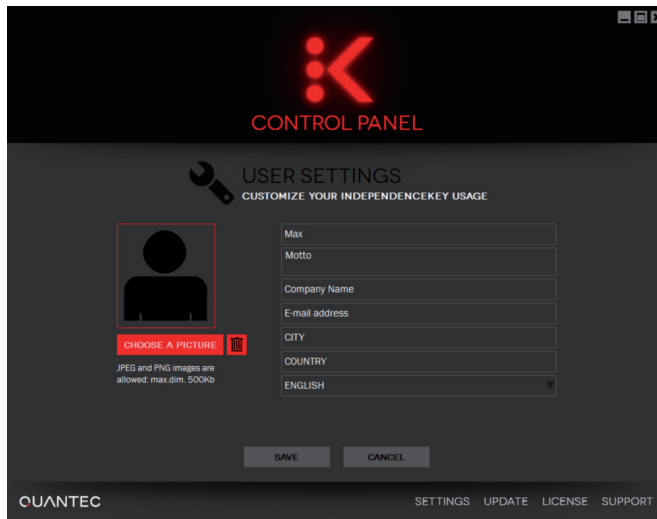 CONTROL PANEL
USER SETTINGS
CUSTOMIZE YOUR INDEPENDENCEKEY USAGE
Max
Motto
Company Name
E-mail address
CITY
COUNTRY
ENGLISH
CHOOSE A PICTURE
JPEG and PNG images are
allowed: max.dim. 500Kb
SAVE CANCEL
QUANTEC SETTINGS UPDATE LICENSE SUPPORT